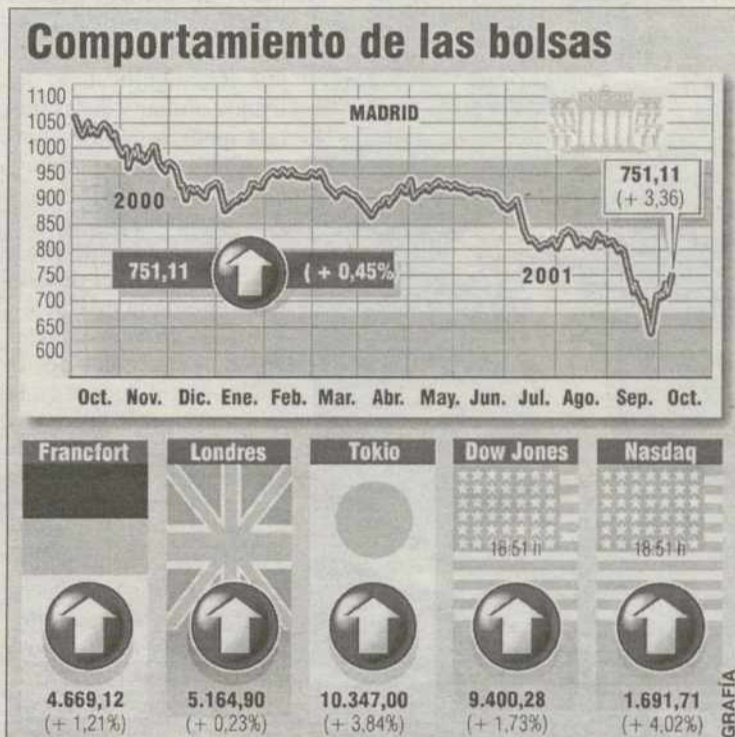 Comportamiento de las bolsas
1100
1050
1000
950
900
850
800
750
700
650
600
MADRID
2000
751,11
(+ 3,36)
751,11 ( + 0,45%
2001
Oct. Nov. Dic. Ene. Feb. Mar. Abr. May. Jun. Jul. Ago. Sep. Oct.
Francfort
4.669,12
(+ 1,21%)
Londres
5.164,90
(+ 0,23%)
Tokio
10.347,00
(+ 3,84%)
Dow Jones
18:51 h
9.400,28
(+ 1,73%)
Nasdaq
18:51 h
1.691,71
(+ 4,02%)
GRAFÍA